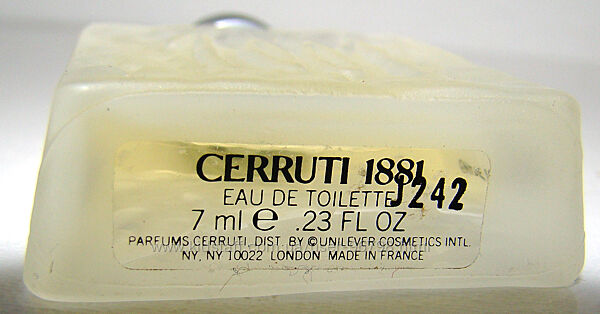 CERRUTI 1881
EAU DE TOILETTE J242
7 ml e .23 FL OZ
PARFUMS CERRUTI, DIST. BY © UNILEVER COSMETICS INT'L.
NY, NY 10022 LONDON MADE IN FRANCE